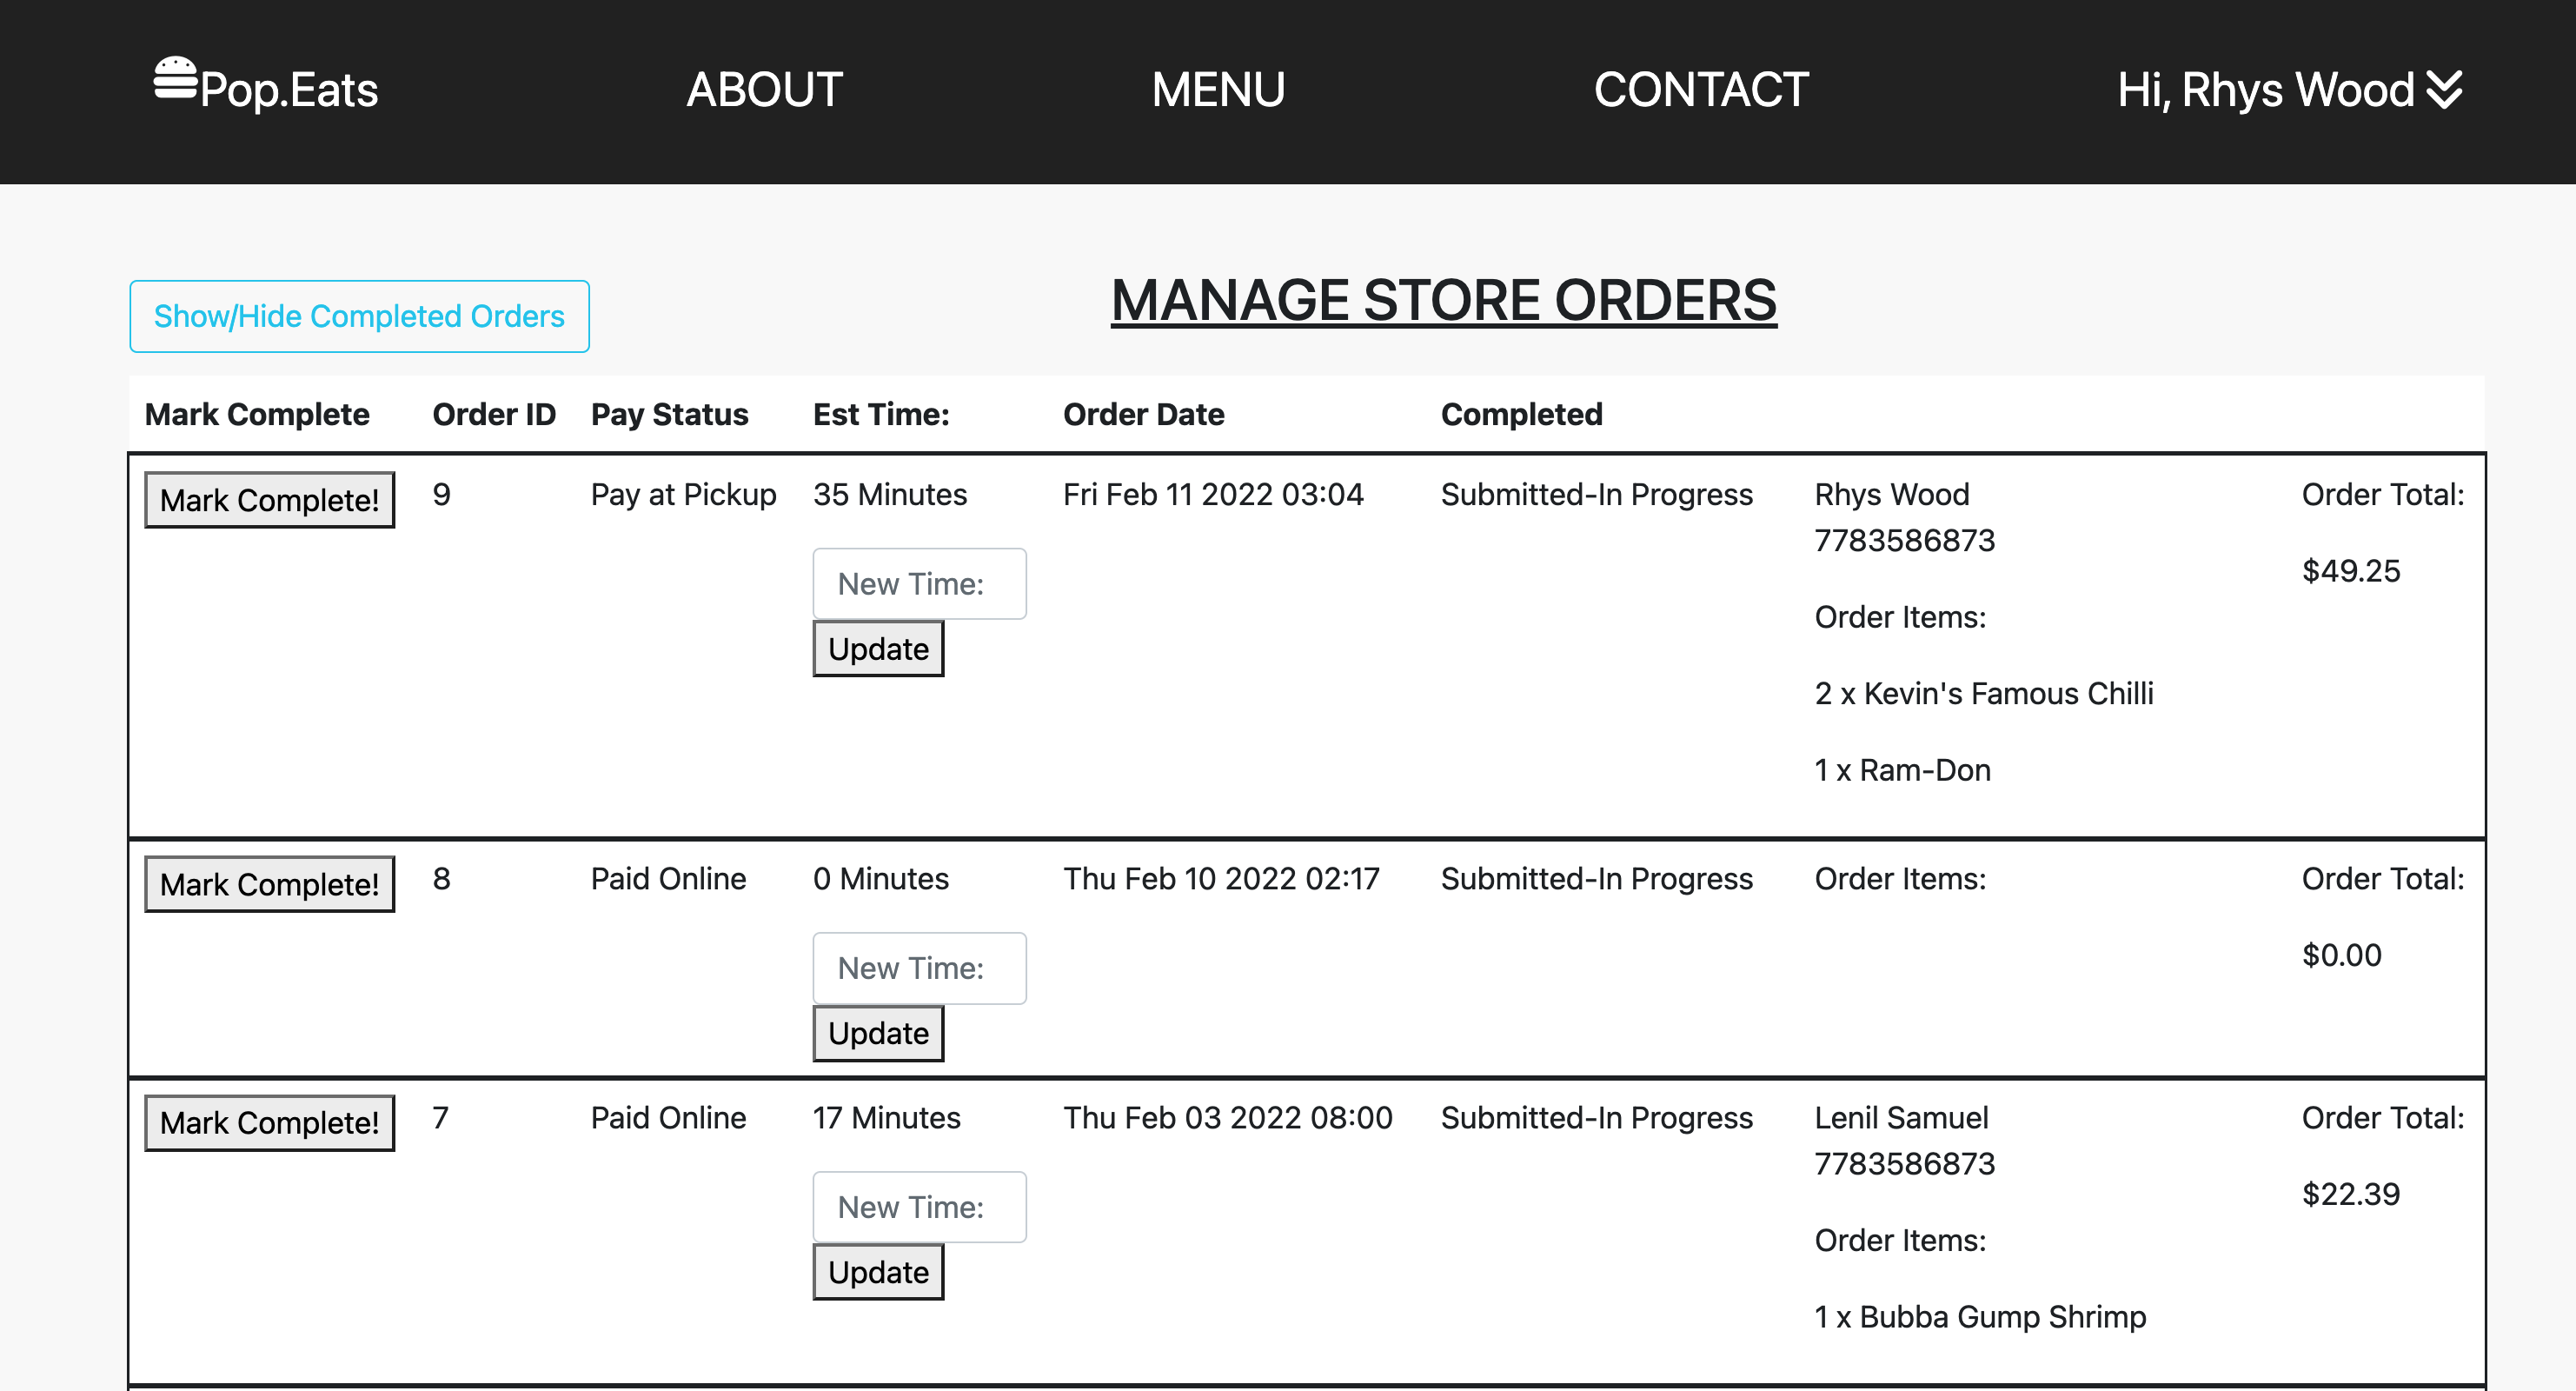 Pop.Eats ABOUT MENU CONTACT Hi, Rhys Wood
Show/Hide Completed Orders
MANAGE STORE ORDERS
Mark Complete Order ID Pay Status Est Time: Order Date Completed
Mark Complete! 9 Pay at Pickup 35 Minutes Fri Feb 11 2022 03:04 Submitted-In Progress Rhys Wood Order Total:
7783586873
$49.25
New Time:
Order Items:
Update
2 x Kevin's Famous Chilli
1 x Ram-Don
Mark Complete! 8 Paid Online 0 Minutes Thu Feb 10 2022 02:17 Submitted-In Progress Order Items: Order Total:
$0.00
New Time:
Update
Mark Complete! 7 Paid Online 17 Minutes Thu Feb 03 2022 08:00 Submitted-In Progress Lenil Samuel Order Total:
7783586873
$22.39
New Time:
Order Items:
Update
1 x Bubba Gump Shrimp